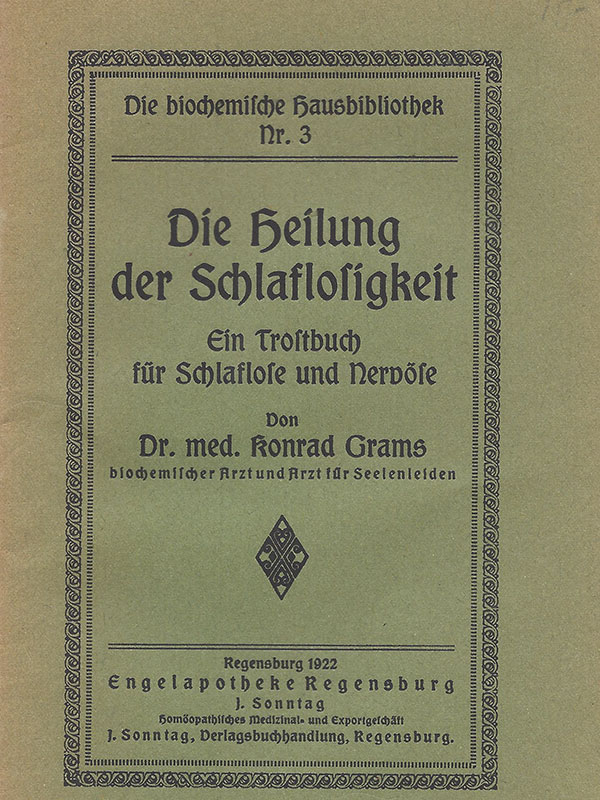 Die biochemiſche Hausbibliothek
Nr. 3
Die Heilung
der Schlafloſigkeit
Ein Troſtbuch
für Schlafloſe und Nervöſe
Von
Dr. med. Konrad Grams
biochemiſcher Arzt und Arzt für Seelenleiden
Regensburg 1922
Engelapotheke Regensburg
J. Sonntag
Homöopathiſches Medizinal- und Exportgeſchäft
J. Sonntag, Verlagsbuchhandlung, Regensburg.